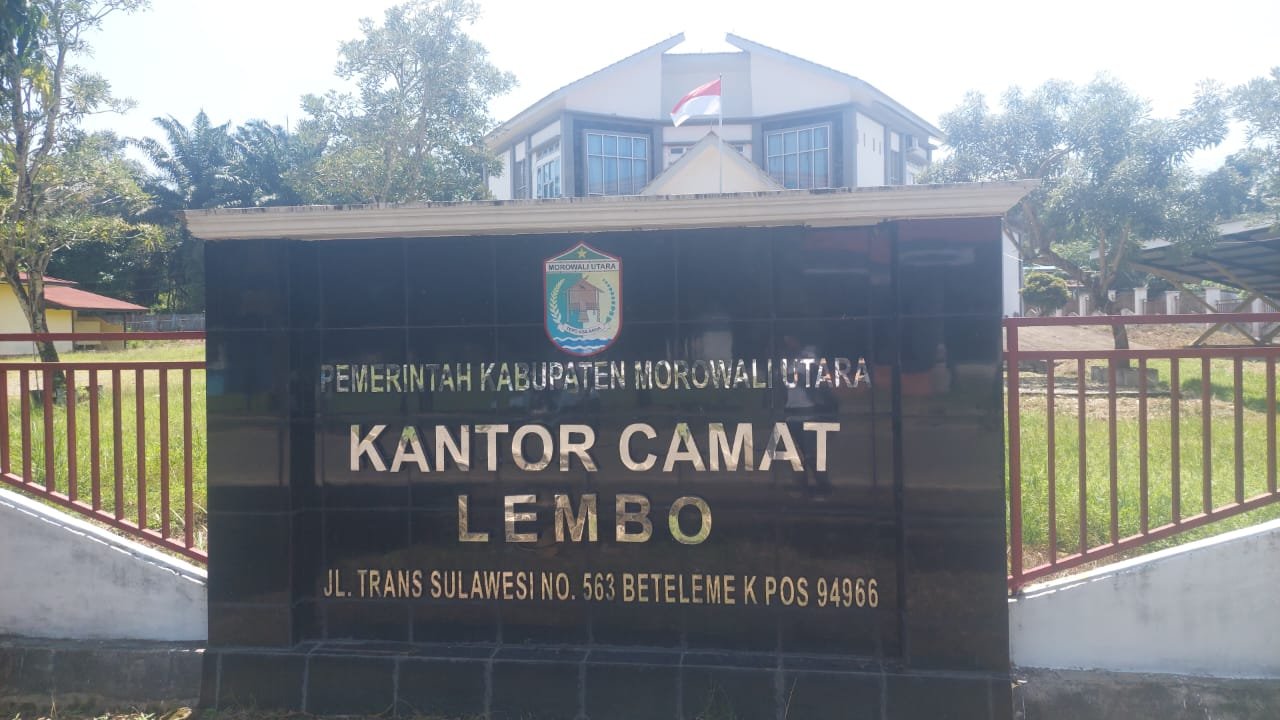 MOROWALI UTARA
PEMERINTAH KABUPATEN MOROWALI UTARA
KANTOR CAMAT
LEMBO
JL. TRANS SULAWESI NO. 563 BETELEME K POS 94966